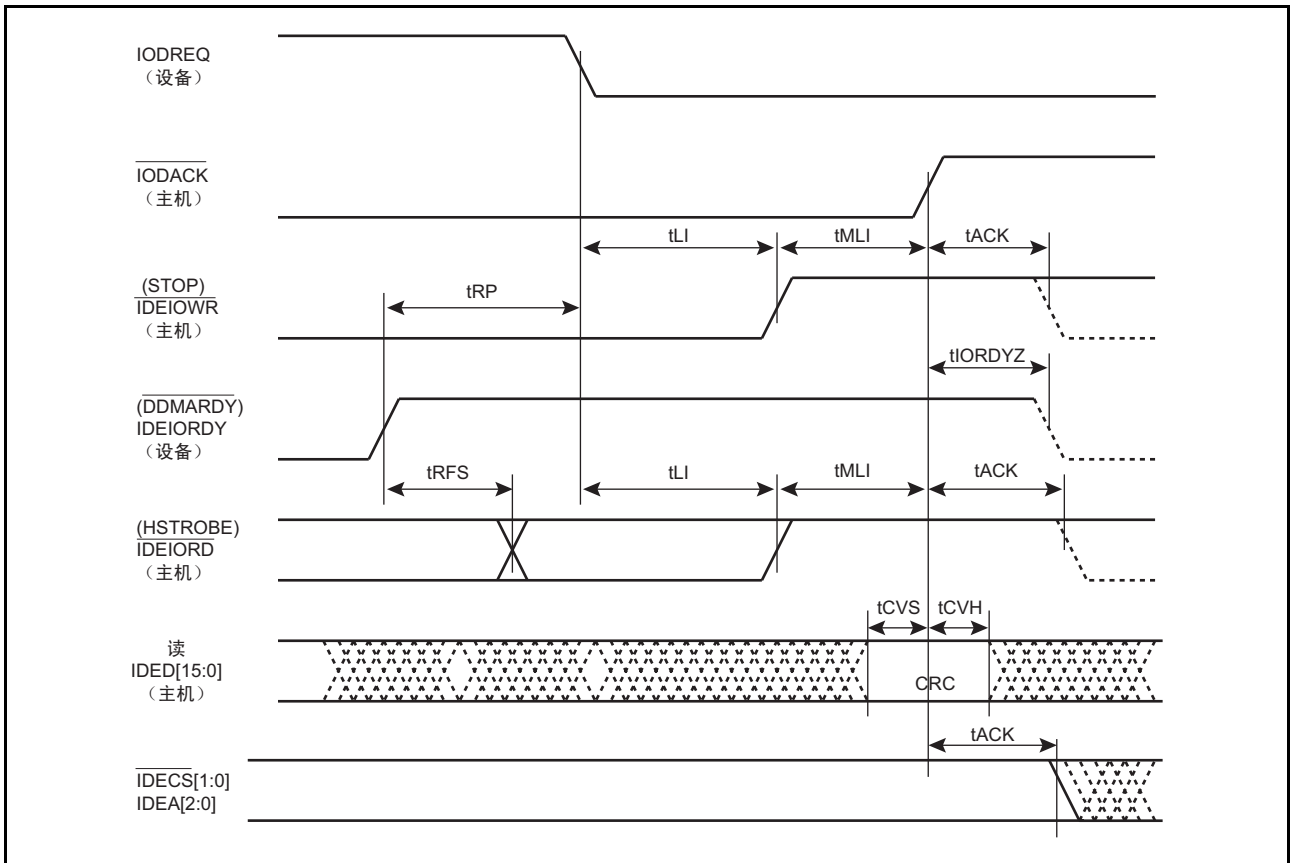 IODREQ
（设备）
IODACK
（主机）
tLI
tMLI
tACK
(STOP)
IDEIOWR
（主机）
tRP
tIORDYZ
(DDMARDY)
IDEIORDY
（设备）
tRFS
tLI
tMLI
tACK
(HSTROBE)
IDEIORD
（主机）
tCVS
tCVH
读
IDED[15:0]
（主机）
CRC
tACK
IDECS[1:0]
IDEA[2:0]